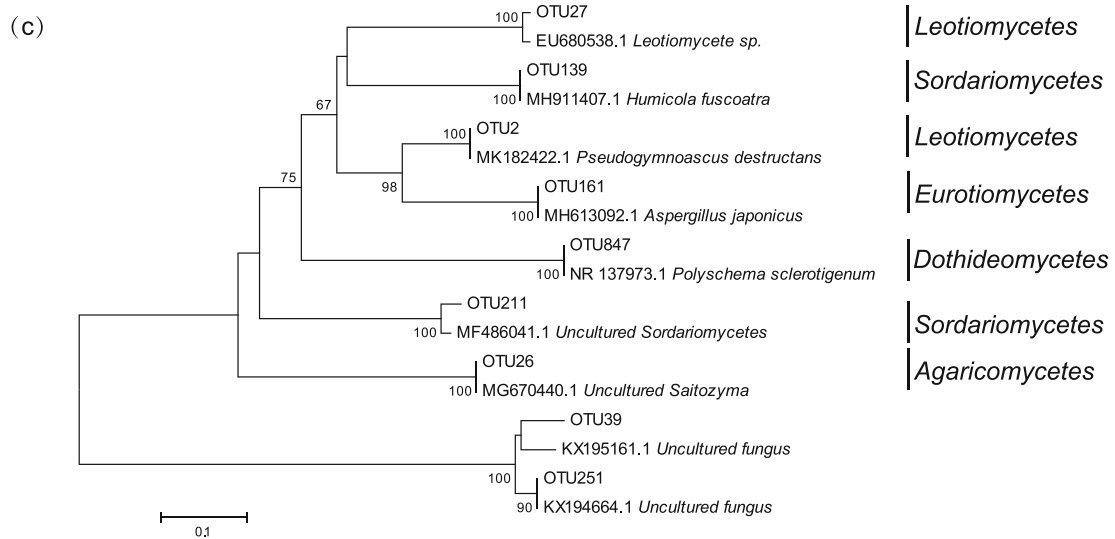 (c)
100 OTU27
EU680538.1 Leotiomycete sp.
Leotiomycetes
OTU139
100 MH911407.1 Humicola fuscoatra
Sordariomycetes
67
100 OTU2
MK182422.1 Pseudogymnoascus destructans
Leotiomycetes
98
OTU161
100 MH613092.1 Aspergillus japonicus
Eurotiomycetes
75
OTU847
100 NR 137973.1 Polyschema sclerotigenum
Dothideomycetes
OTU211
100 MF486041.1 Uncultured Sordariomycetes
Sordariomycetes
OTU26
100 MG670440.1 Uncultured Saitozyma
Agaricomycetes
OTU39
KX195161.1 Uncultured fungus
100
OTU251
90 KX194664.1 Uncultured fungus
0.1